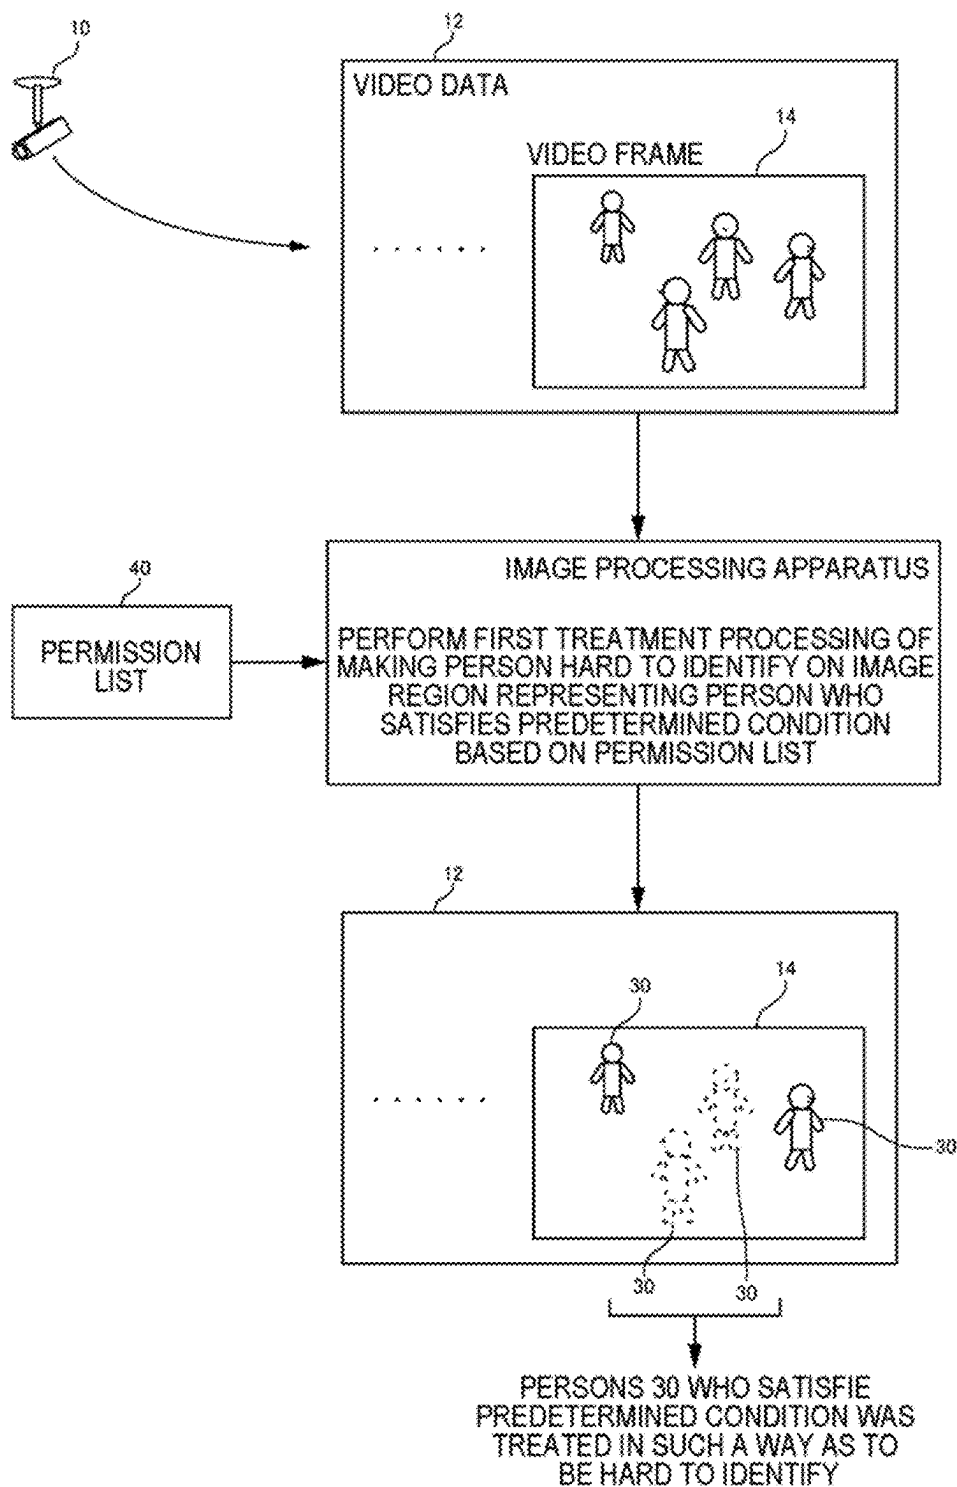 10
12
VIDEO DATA
14
VIDEO FRAME
40
PERMISSION
LIST
IMAGE PROCESSING APPARATUS
PERFORM FIRST TREATMENT PROCESSING OF
MAKING PERSON HARD TO IDENTIFY ON IMAGE
REGION REPRESENTING PERSON WHO
SATISFIES PREDETERMINED CONDITION
BASED ON PERMISSION LIST
12
14
30
30
30
30
PERSONS 30 WHO SATISFIE
PREDETERMINED CONDITION WAS
TREATED IN SUCH A WAY AS TO
BE HARD TO IDENTIFY